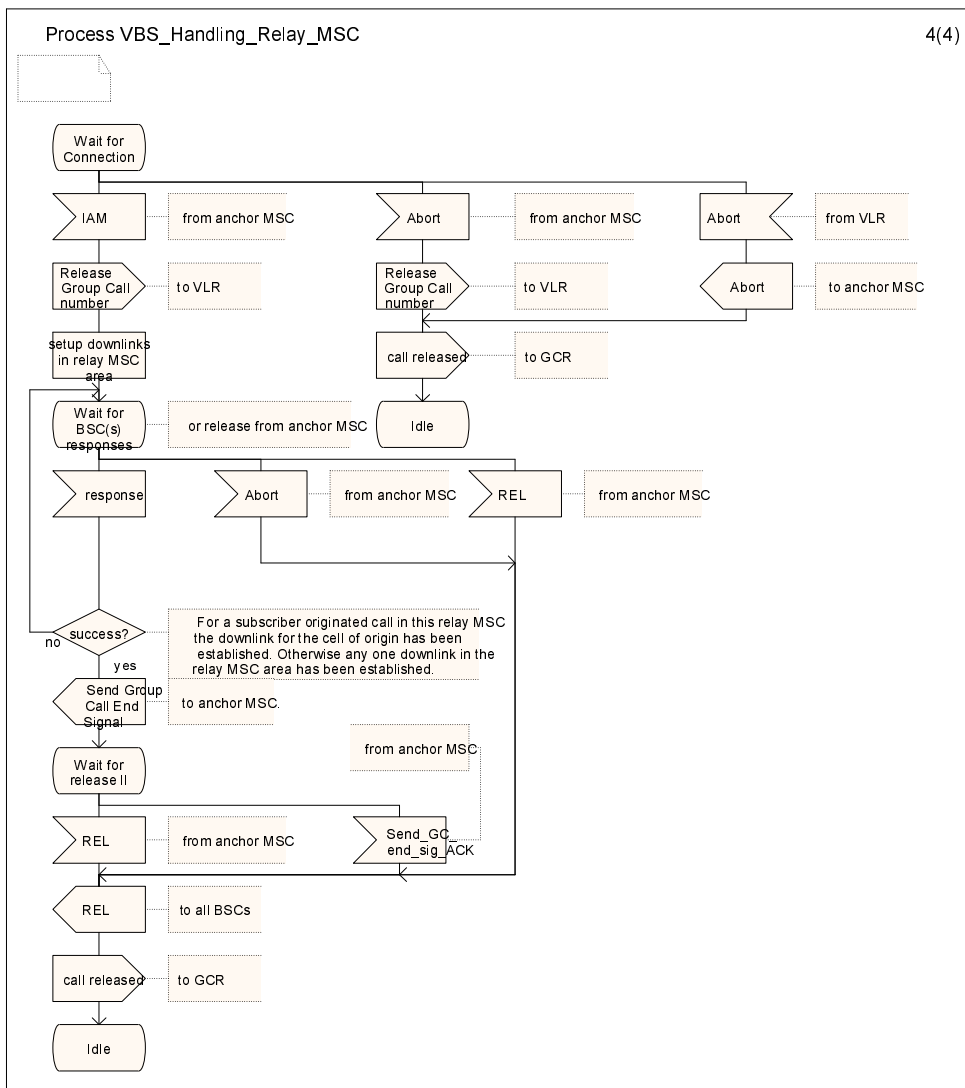 Process VBS_Handling_Relay_MSC
4(4)
Wait for
Connection
IAM
from anchor MSC
Abort
from anchor MSC
Abort
from VLR
Release
Group Call
number
to VLR
Release
Group Call
number
to VLR
Abort
to anchor MSC
setup downlinks
in relay MSC
area
call released
to GCR
Wait for
BSC(s)
responses
or release from anchor MSC
Idle
response
Abort
from anchor MSC
REL
from anchor MSC
success?
no
yes
For a subscriber originated call in this relay MSC
the downlink for the cell of origin has been
established. Otherwise any one downlink in the
relay MSC area has been established.
Send Group
Call End
Signal
to anchor MSC.
from anchor MSC
Wait for
release II
REL
from anchor MSC
Send_GC_
end_sig_ACK
REL
to all BSCs
call released
to GCR
Idle